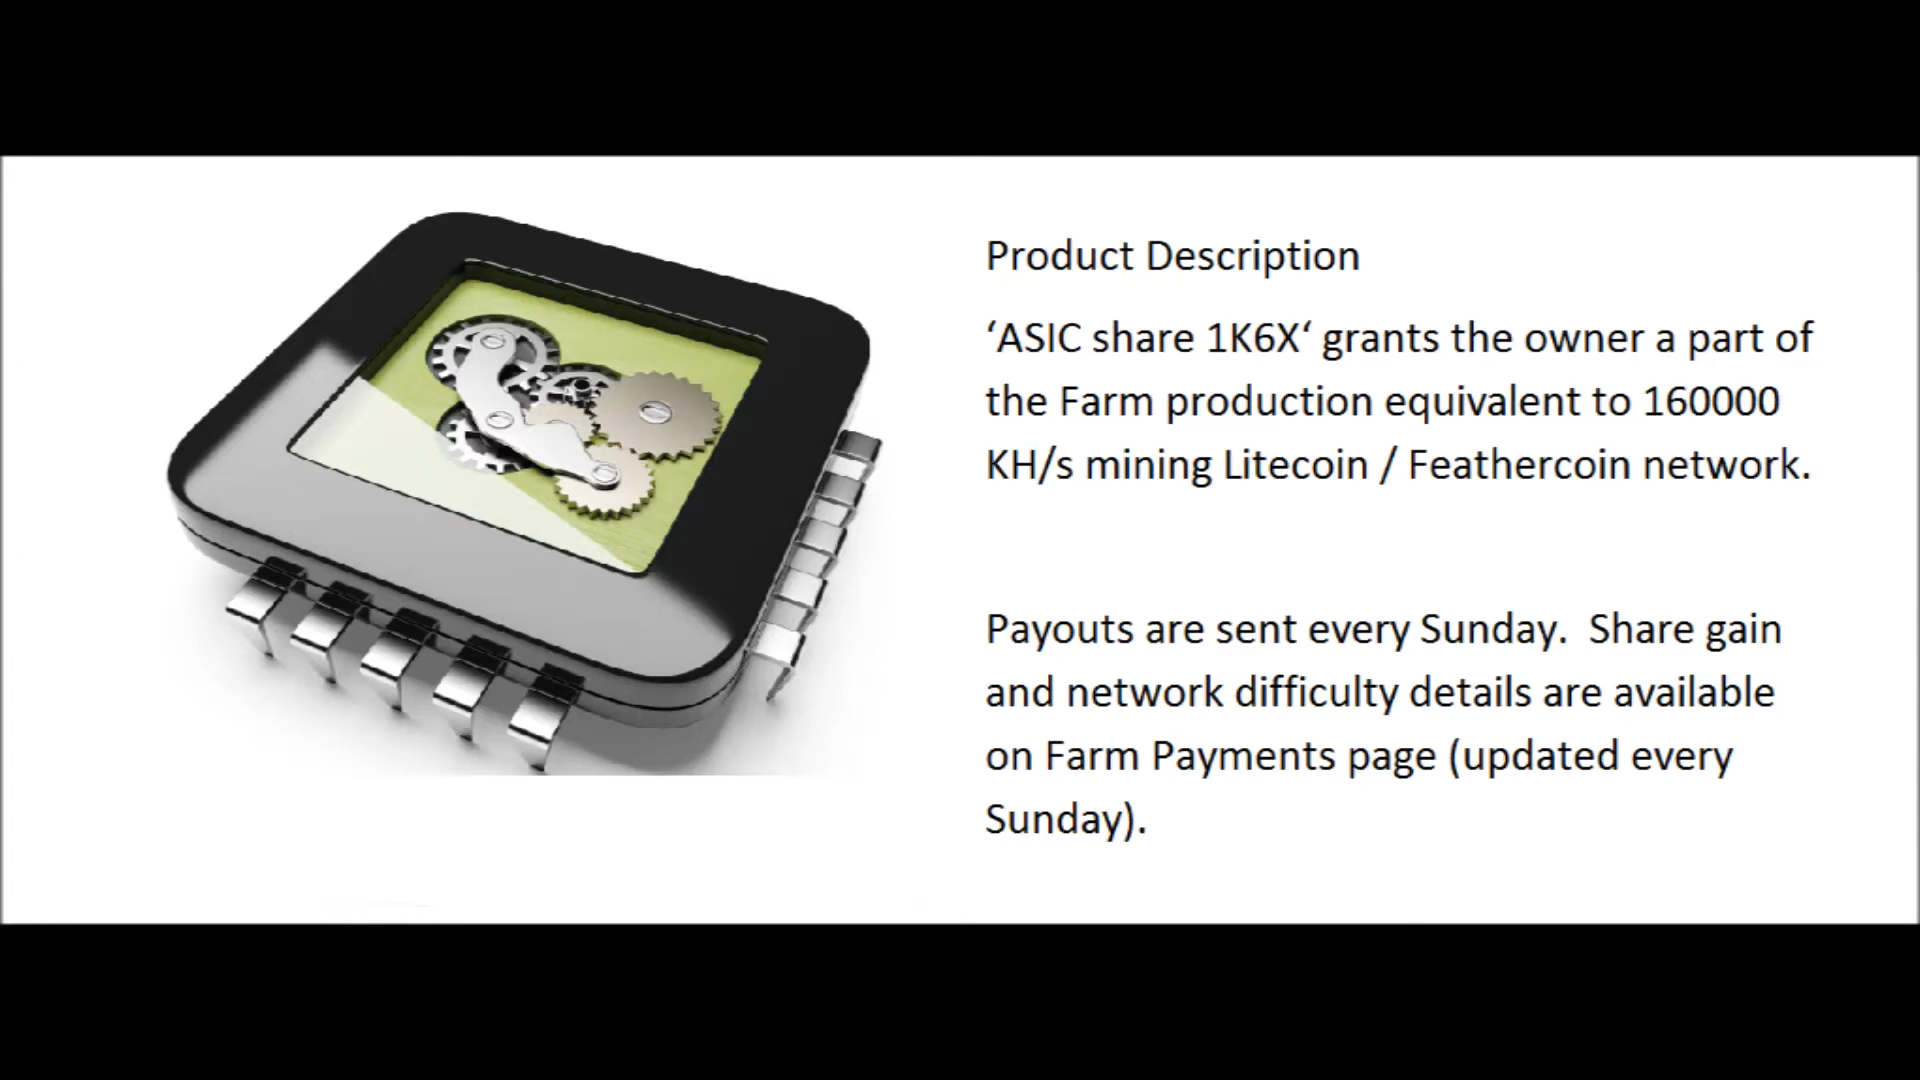 Product Description
‘ASIC share 1K6X‘ grants the owner a part of
the Farm production equivalent to 160000
KH/s mining Litecoin / Feathercoin network.
Payouts are sent every Sunday.  Share gain
and network difficulty details are available
on Farm Payments page (updated every
Sunday).